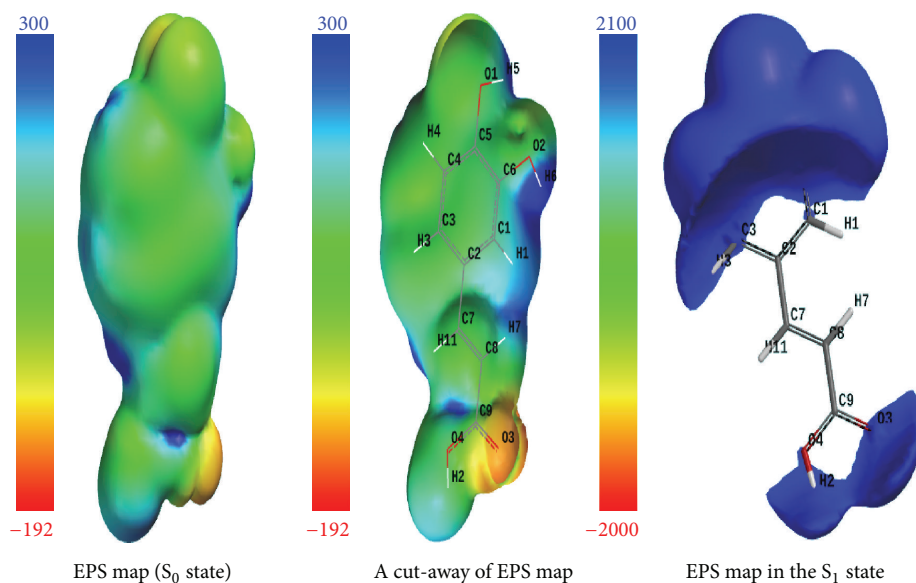 300
300
2100
O1
H5
H4
C5
O2
C4
C6
H6
C3
C1
H3
C2
H1
C7
H7
H11
C8
C9
O4
O3
H2
C1
C3
H1
C2
H3
H7
C7
C8
H11
C9
O3
O4
H2
−192
−192
−2000
EPS map (S0 state)
A cut-away of EPS map
EPS map in the S1 state